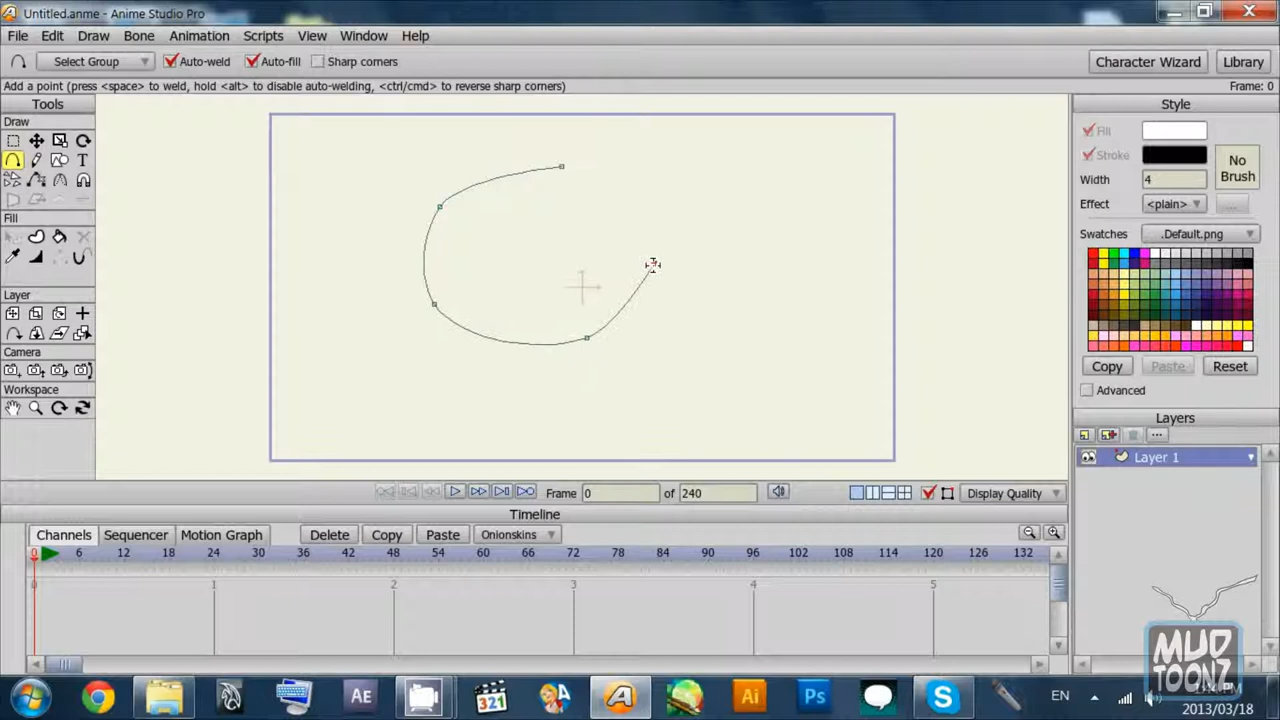 Untitled.anme - Anime Studio Pro
File Edit Draw Bone Animation Scripts View Window Help
Select Group Auto-weld Auto-fill Sharp corners Character Wizard Library
Add a point (press <space> to weld, hold <alt> to disable auto-welding, <ctrl/cmd> to reverse sharp corners) Frame: 0
Tools Style
Draw
Fill
Stroke
No Brush
Width 4
Effect <plain> ...
Fill
Swatches .Default.png
Layer
Camera
Copy Paste Reset
Workspace
Advanced
Layers
Layer 1
Frame 0 of 240 Display Quality
Timeline
Channels Sequencer Motion Graph Delete Copy Paste Onionskins
0 6 12 18 24 30 36 42 48 54 60 66 72 78 84 90 96 102 108 114 120 126 132
0 1 2 3 4 5
MUD
TOONZ
321 Ae Ai Ps EN
2013/03/18